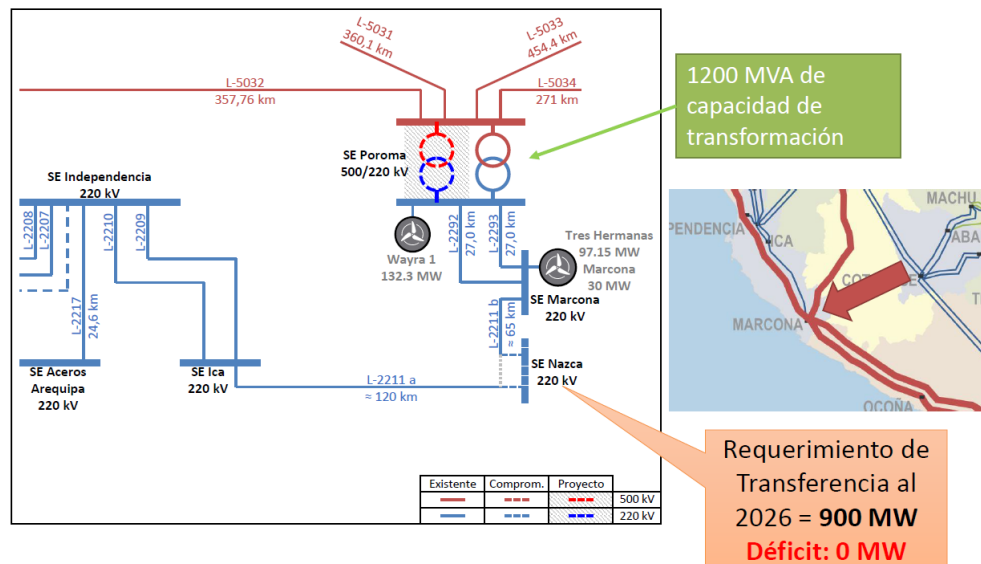 L-5031
360,1 km
L-5033
454.4 km
L-5032
357,76 km
L-5034
271 km
SE Poroma
500/220 kV
SE Independencia
220 kV
L-2208
L-2207
L-2217
24,6 km
L-2210
L-2209
L-2292
27,0 km
L-2293
27,0 km
Wayra 1
132.3 MW
Tres Hermanas
97.15 MW
Marcona
30 MW
SE Marcona
220 kV
L-2211 b
≈ 65 km
SE Nazca
220 kV
SE Aceros
Arequipa
220 kV
SE Ica
220 kV
L-2211 a
≈ 120 km
Existente Comprom. Proyecto
500 kV
220 kV
1200 MVA de
capacidad de
transformación
PENDENCIA
ICA
MACHU
ABA
MARCONA
OCOÑA
Requerimiento de
Transferencia al
2026 = 900 MW
Déficit: 0 MW